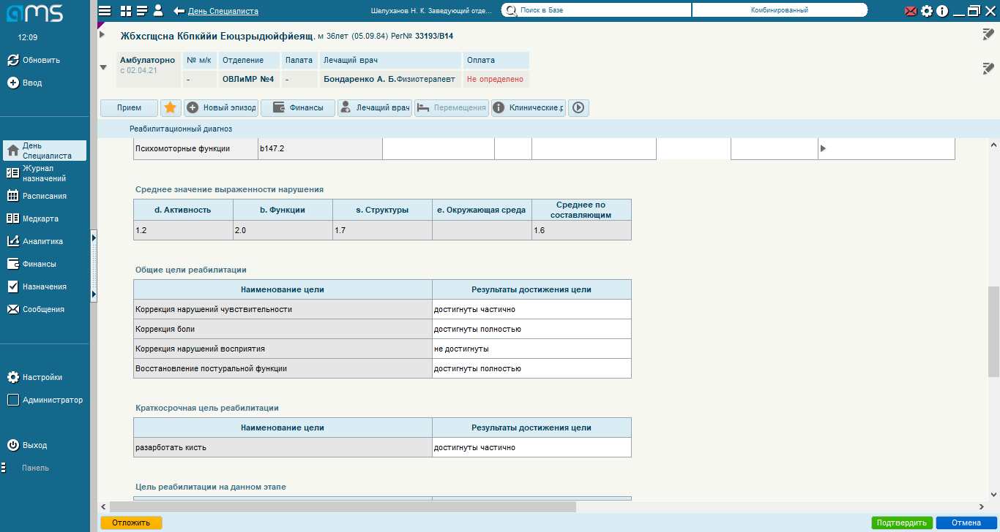 ams
День Специалиста
Шелуханов Н. К. Заведующий отде...
Поиск в Базе
Комбинированный
12:09
Обновить
Ввод
День
Специалиста
Журнал
назначений
Расписания
Медкарта
Аналитика
Финансы
Назначения
Сообщения
Настройки
Администратор
Выход
Панель
Жбхсгщсна Кбпкййи Еюцзрыдюйфйеящ, м 36лет (05.09.84) Рег№ 33193/В14
Амбулаторно
с 02.04.21
№ м/к
Отделение
Палата
Лечащий врач
Оплата
-
ОВЛиМР №4
-
Бондаренко А. Б.Физиотерапевт
Не определено
Прием
Новый эпизод
Финансы
Лечащий врач
Перемещения
Клинические р
Реабилитационный диагноз
Психомоторные функции b147.2
Среднее значение выраженности нарушения
d. Активность
b. Функции
s. Структуры
e. Окружающая среда
Среднее по
составляющим
1.2 2.0 1.7 1.6
Общие цели реабилитации
Наименование цели Результаты достижения цели
Коррекция нарушений чувствительности достигнуты частично
Коррекция боли достигнуты полностью
Коррекция нарушений восприятия не достигнуты
Восстановление постуральной функции достигнуты полностью
Краткосрочная цель реабилитации
Наименование цели Результаты достижения цели
разарботать кисть достигнуты частично
Цель реабилитации на данном этапе
Отложить
Подтвердить
Отмена